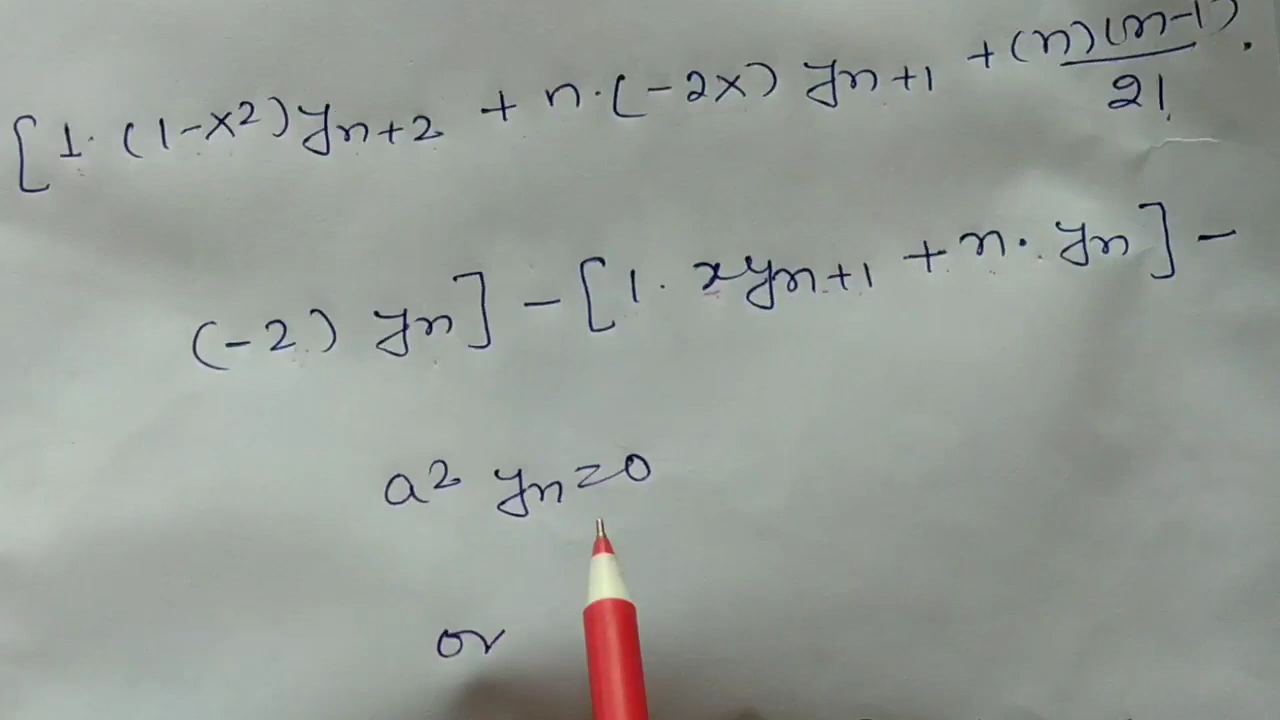 [1. (1-x²)yn+2 + n.(-2x) yn+1 + (n)(n-1)/2! .
(-2) yn] - [1. xyn+1 + n. yn] -
a² yn=0
or